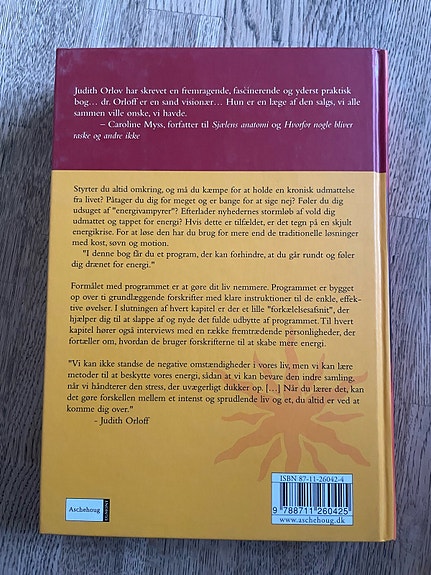 Judith Orlov har skrevet en fremragende, fascinerende og yderst praktisk
bog... dr. Orloff er en sand visionær... Hun er en læge af den salgs, vi alle
sammen ville ønske, vi havde.
– Caroline Myss, forfatter til Sjælens anatomi og Hvorfor nogle bliver
raske og andre ikke
Styrter du altid omkring, og må du kæmpe for at holde en kronisk udmattelse
fra livet? Påtager du dig for meget og er bange for at sige nej? Føler du dig
udsuget af "energivampyrer"? Efterlader nyhedernes stormløb af vold dig
udmattet og tappet for energi? Hvis dette er tilfældet, er det tegn på en skjult
energikrise. For at løse den har du brug for mere end de traditionelle løsninger
med kost, søvn og motion.
"I denne bog får du et program, der kan forhindre, at du går rundt og føler
dig drænet for energi."
Formålet med programmet er at gøre dit liv nemmere. Programmet er bygget
op over ti grundlæggende forskrifter med klare instruktioner til de enkle, effek-
tive øvelser. I slutningen af hvert kapitel er der et lille "forkælelsesafsnit", der
hjælper dig til at slappe af og nyde det fulde udbytte af programmet. Til hvert
kapitel hører også interviews med en række fremtrædende personligheder, der
fortæller om, hvordan de bruger forskrifterne til at skabe mere energi.
"Vi kan ikke standse de negative omstændigheder i vores liv, men vi kan lære
metoder til at beskytte vores energi, sådan at vi kan bevare den indre samling,
når vi håndterer den stress, der uvægerligt dukker op. [...] Når du lærer det, kan
det gøre forskellen mellem et intenst og sprudlende liv og et, du altid er ved at
komme dig over."
– Judith Orloff
ISBN 87-11-26042-4
9 788711 260425
www.aschehoug.dk
Aschehoug
EGMONT